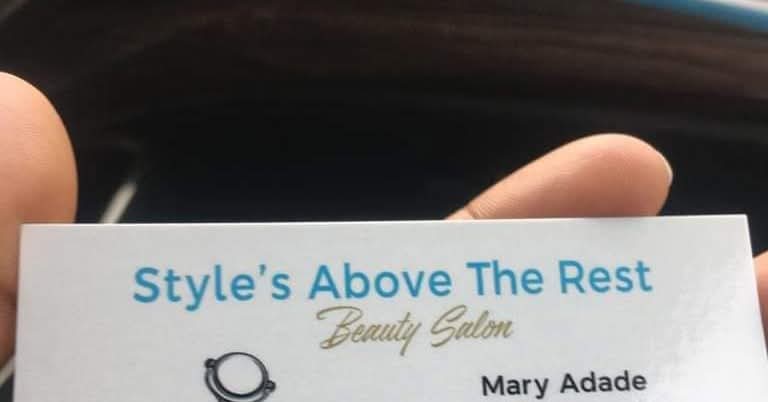 Style's Above The Rest
Beauty Salon
Mary Adade